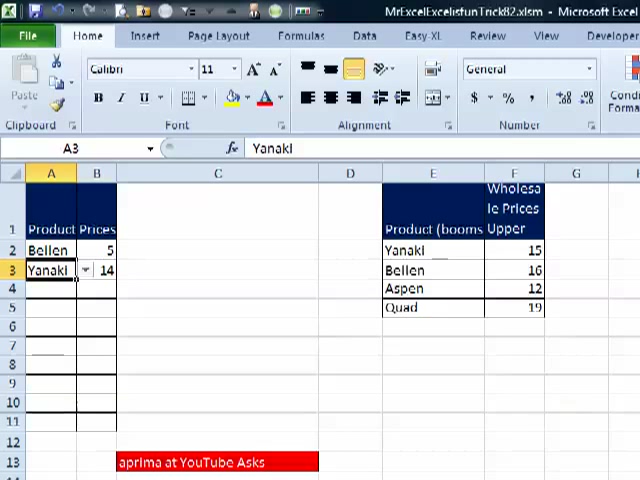 MrExcelExcelisfunTrick82.xlsm - Microsoft Excel
File Home Insert Page Layout Formulas Data Easy-XL Review View Developer
Paste Calibri 11 General
B I U A $ % ,
Clipboard Font Alignment Number
A3 fx Yanaki
A B C D E F G
1 Product Prices Product (booms Wholesa
le Prices
Upper
2 Bellen 5 Yanaki 15
3 Yanaki 14 Bellen 16
4 Aspen 12
5 Quad 19
6
7
8
9
10
11
12
13 aprima at YouTube Asks